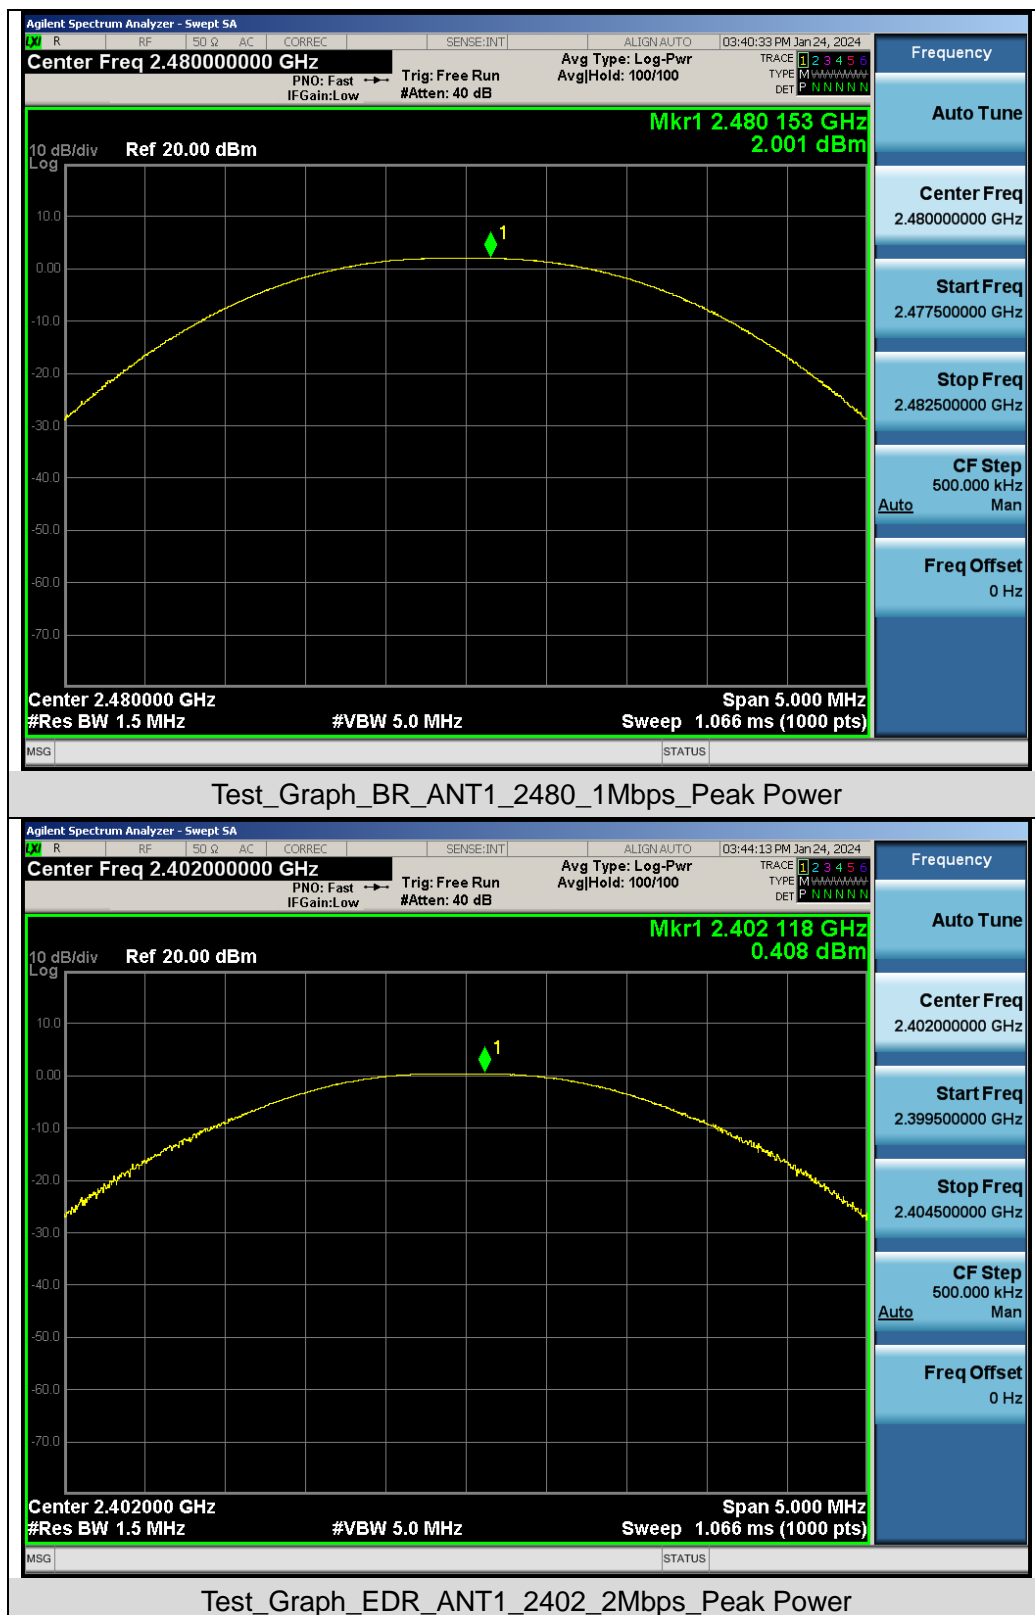 Agilent Spectrum Analyzer - Swept SA
LXI R RF 50 Ω AC CORREC SENSE:INT ALIGN AUTO 03:40:33 PM Jan 24, 2024
Center Freq 2.480000000 GHz
PNO: Fast
IFGain:Low
Trig: Free Run
#Atten: 40 dB
Avg Type: Log-Pwr
Avg|Hold: 100/100
TRACE 1 2 3 4 5 6
TYPE M
DET P N N N N N
Mkr1 2.480 153 GHz
2.001 dBm
10 dB/div Ref 20.00 dBm
Log
10.0
1
0.00
-10.0
-20.0
-30.0
-40.0
-50.0
-60.0
-70.0
Center 2.480000 GHz Span 5.000 MHz
#Res BW 1.5 MHz #VBW 5.0 MHz Sweep 1.066 ms (1000 pts)
MSG STATUS
Frequency
Auto Tune
Center Freq
2.480000000 GHz
Start Freq
2.477500000 GHz
Stop Freq
2.482500000 GHz
CF Step
500.000 kHz
Auto Man
Freq Offset
0 Hz
Test_Graph_BR_ANT1_2480_1Mbps_Peak Power
Agilent Spectrum Analyzer - Swept SA
LXI R RF 50 Ω AC CORREC SENSE:INT ALIGN AUTO 03:44:13 PM Jan 24, 2024
Center Freq 2.402000000 GHz
PNO: Fast
IFGain:Low
Trig: Free Run
#Atten: 40 dB
Avg Type: Log-Pwr
Avg|Hold: 100/100
TRACE 1 2 3 4 5 6
TYPE M
DET P N N N N N
Mkr1 2.402 118 GHz
0.408 dBm
10 dB/div Ref 20.00 dBm
Log
10.0
1
0.00
-10.0
-20.0
-30.0
-40.0
-50.0
-60.0
-70.0
Center 2.402000 GHz Span 5.000 MHz
#Res BW 1.5 MHz #VBW 5.0 MHz Sweep 1.066 ms (1000 pts)
MSG STATUS
Frequency
Auto Tune
Center Freq
2.402000000 GHz
Start Freq
2.399500000 GHz
Stop Freq
2.404500000 GHz
CF Step
500.000 kHz
Auto Man
Freq Offset
0 Hz
Test_Graph_EDR_ANT1_2402_2Mbps_Peak Power